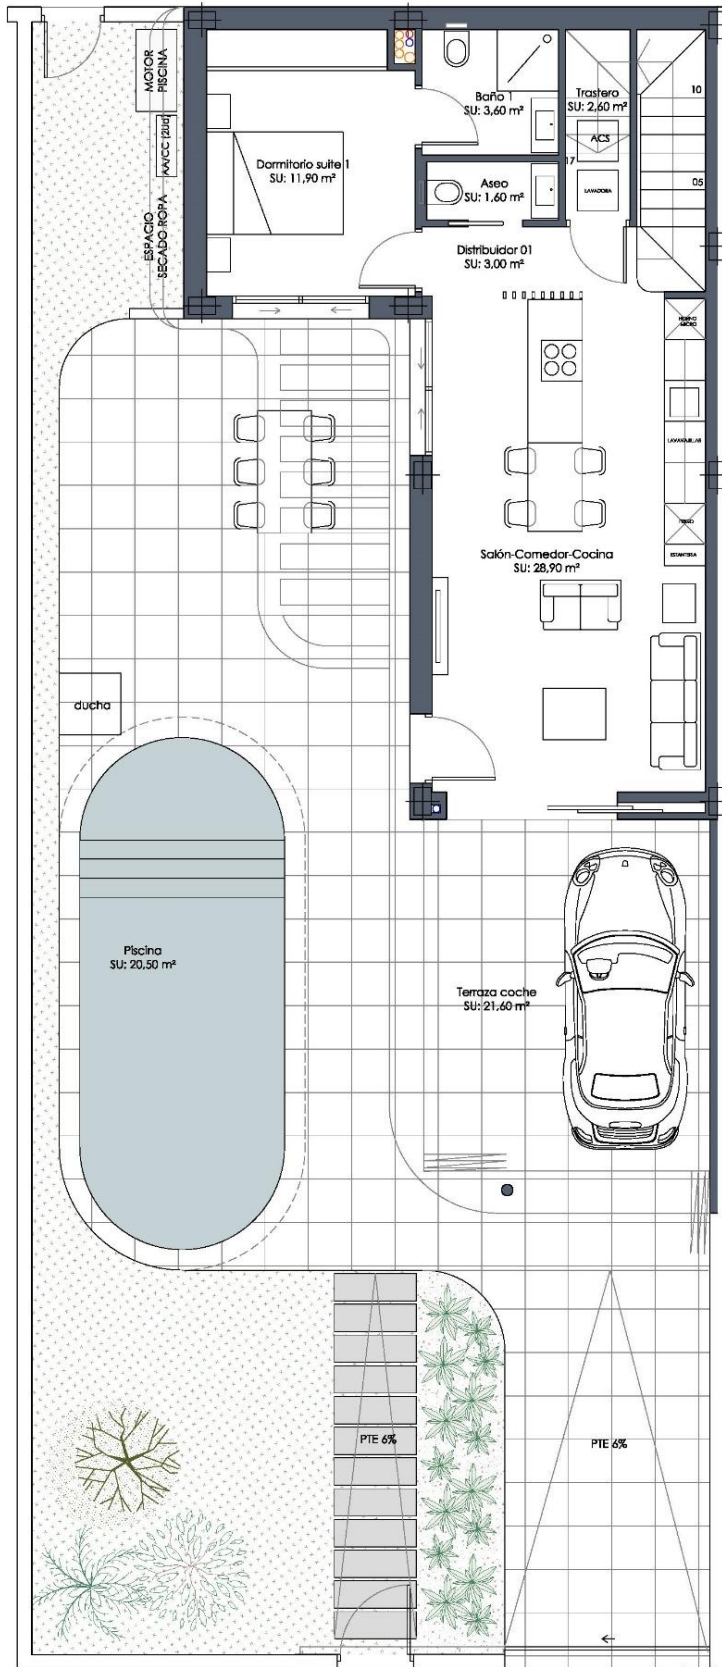 MOTOR
PISCINA
AA/CC (2Ud)
ESPACIO
SECADO ROPA
Dormitorio suite 1
SU: 11,90 m²
Baño 1
SU: 3,60 m²
Trastero
SU: 2,60 m²
ACS
17
LAVADORA
10
05
Aseo
SU: 1,60 m²
Distribuidor 01
SU: 3,00 m²
HORNO
MICRO
LAVAVAJILLAS
FRIGO
ESTANTERIA
Salón-Comedor-Cocina
SU: 28,90 m²
ducha
Piscina
SU: 20,50 m²
Terraza coche
SU: 21,60 m²
PTE 6%
PTE 6%